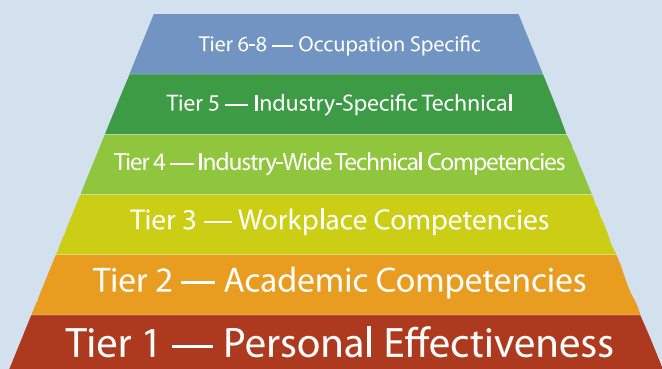 Tier 6-8 — Occupation Specific
Tier 5 — Industry-Specific Technical
Tier 4 — Industry-Wide Technical Competencies
Tier 3 — Workplace Competencies
Tier 2 — Academic Competencies
Tier 1 — Personal Effectiveness